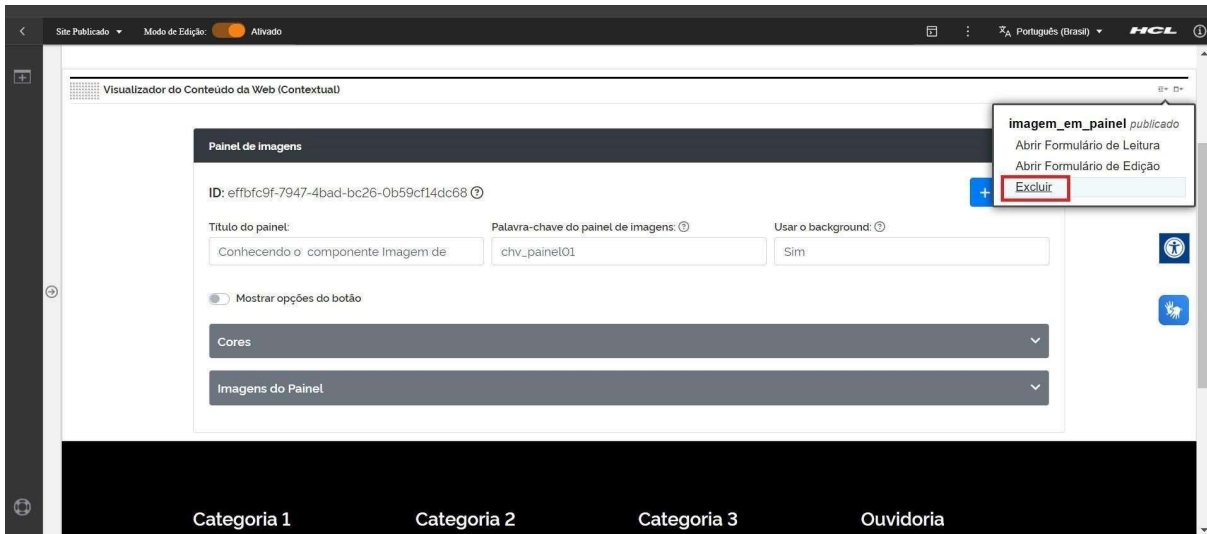 Site Publicado Modo de Edição: Ativado Português (Brasil) HCL
Visualizador do Conteúdo da Web (Contextual)
imagem_em_painel publicado
Abrir Formulário de Leitura
Abrir Formulário de Edição
Excluir
Painel de imagens
ID: effbfc9f-7947-4bad-bc26-0b59cf14dc68
+
Título do painel: Palavra-chave do painel de imagens: Usar o background:
Conhecendo o componente Imagem de chv_painel01 Sim
Mostrar opções do botão
Cores
Imagens do Painel
Categoria 1 Categoria 2 Categoria 3 Ouvidoria